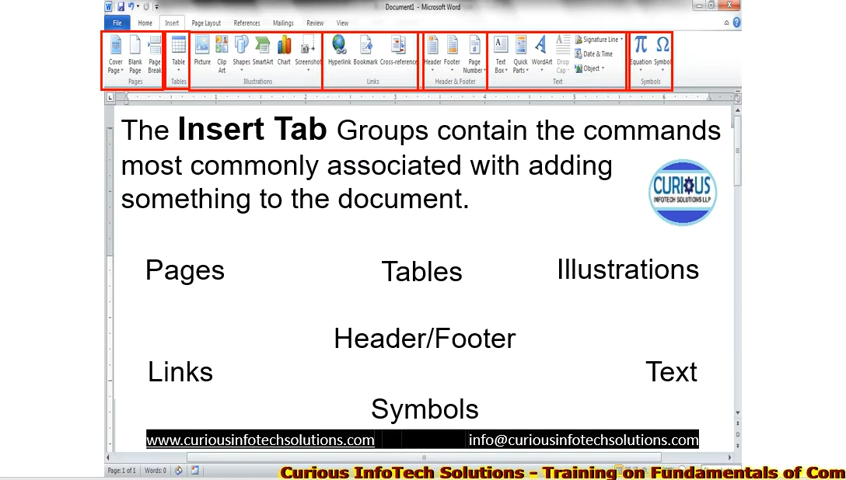 Document1 - Microsoft Word
File Home Insert Page Layout References Mailings Review View
Cover Page Blank Page Page Break
Pages
Table
Tables
Picture Clip Art Shapes SmartArt Chart Screenshot
Illustrations
Hyperlink Bookmark Cross-reference
Links
Header Footer Page Number
Header & Footer
Text Box Quick Parts WordArt Drop Cap
Signature Line
Date & Time
Object
Text
Equation Symbol
Symbols
The Insert Tab Groups contain the commands
most commonly associated with adding
something to the document.
CURIOUS
INFOTECH SOLUTIONS LLP
Pages Tables Illustrations
Header/Footer
Links Text
Symbols
www.curiousinfotechsolutions.com info@curiousinfotechsolutions.com
Page: 1 of 1 Words: 0
Curious InfoTech Solutions - Training on Fundamentals of Com